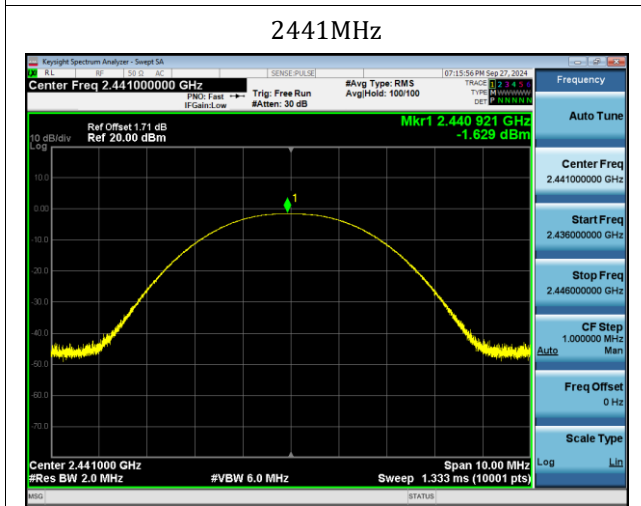 2441MHz
Keysight Spectrum Analyzer - Swept SA
RL RF 50 Ω AC SENSE:PULSE 07:15:56 PM Sep 27, 2024
Center Freq 2.441000000 GHz
PNO: Fast
IFGain:Low
Trig: Free Run
#Atten: 30 dB
#Avg Type: RMS
Avg|Hold: 100/100
TRACE 1 2 3 4 5 6
TYPE M WWWWW
DET P NNNNN
Ref Offset 1.71 dB
Ref 20.00 dBm
10 dB/div
Log
Mkr1 2.440 921 GHz
-1.629 dBm
10.0
0.00
-10.0
-20.0
-30.0
-40.0
-50.0
-60.0
-70.0
1
Center 2.441000 GHz
#Res BW 2.0 MHz
#VBW 6.0 MHz
Span 10.00 MHz
Sweep 1.333 ms (10001 pts)
MSG STATUS
Frequency
Auto Tune
Center Freq
2.441000000 GHz
Start Freq
2.436000000 GHz
Stop Freq
2.446000000 GHz
CF Step
1.000000 MHz
Auto Man
Freq Offset
0 Hz
Scale Type
Log Lin